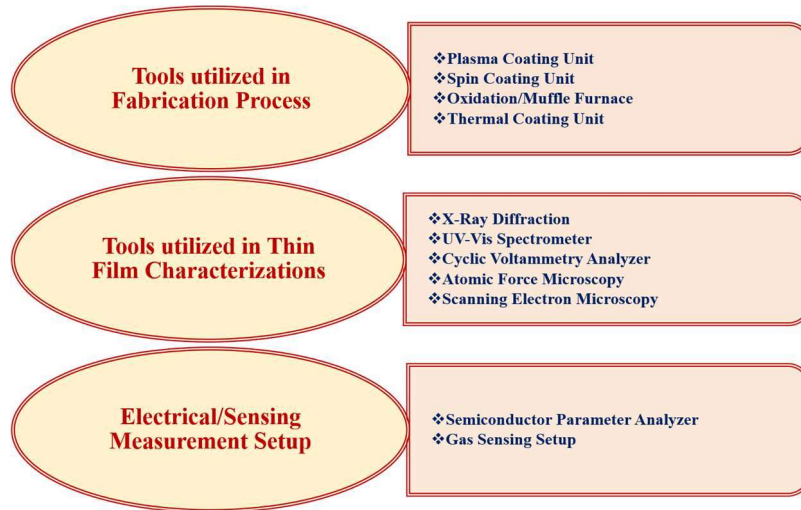 Tools utilized in
Fabrication Process
❖Plasma Coating Unit
❖Spin Coating Unit
❖Oxidation/Muffle Furnace
❖Thermal Coating Unit
Tools utilized in Thin
Film Characterizations
❖X-Ray Diffraction
❖UV-Vis Spectrometer
❖Cyclic Voltammetry Analyzer
❖Atomic Force Microscopy
❖Scanning Electron Microscopy
Electrical/Sensing
Measurement Setup
❖Semiconductor Parameter Analyzer
❖Gas Sensing Setup